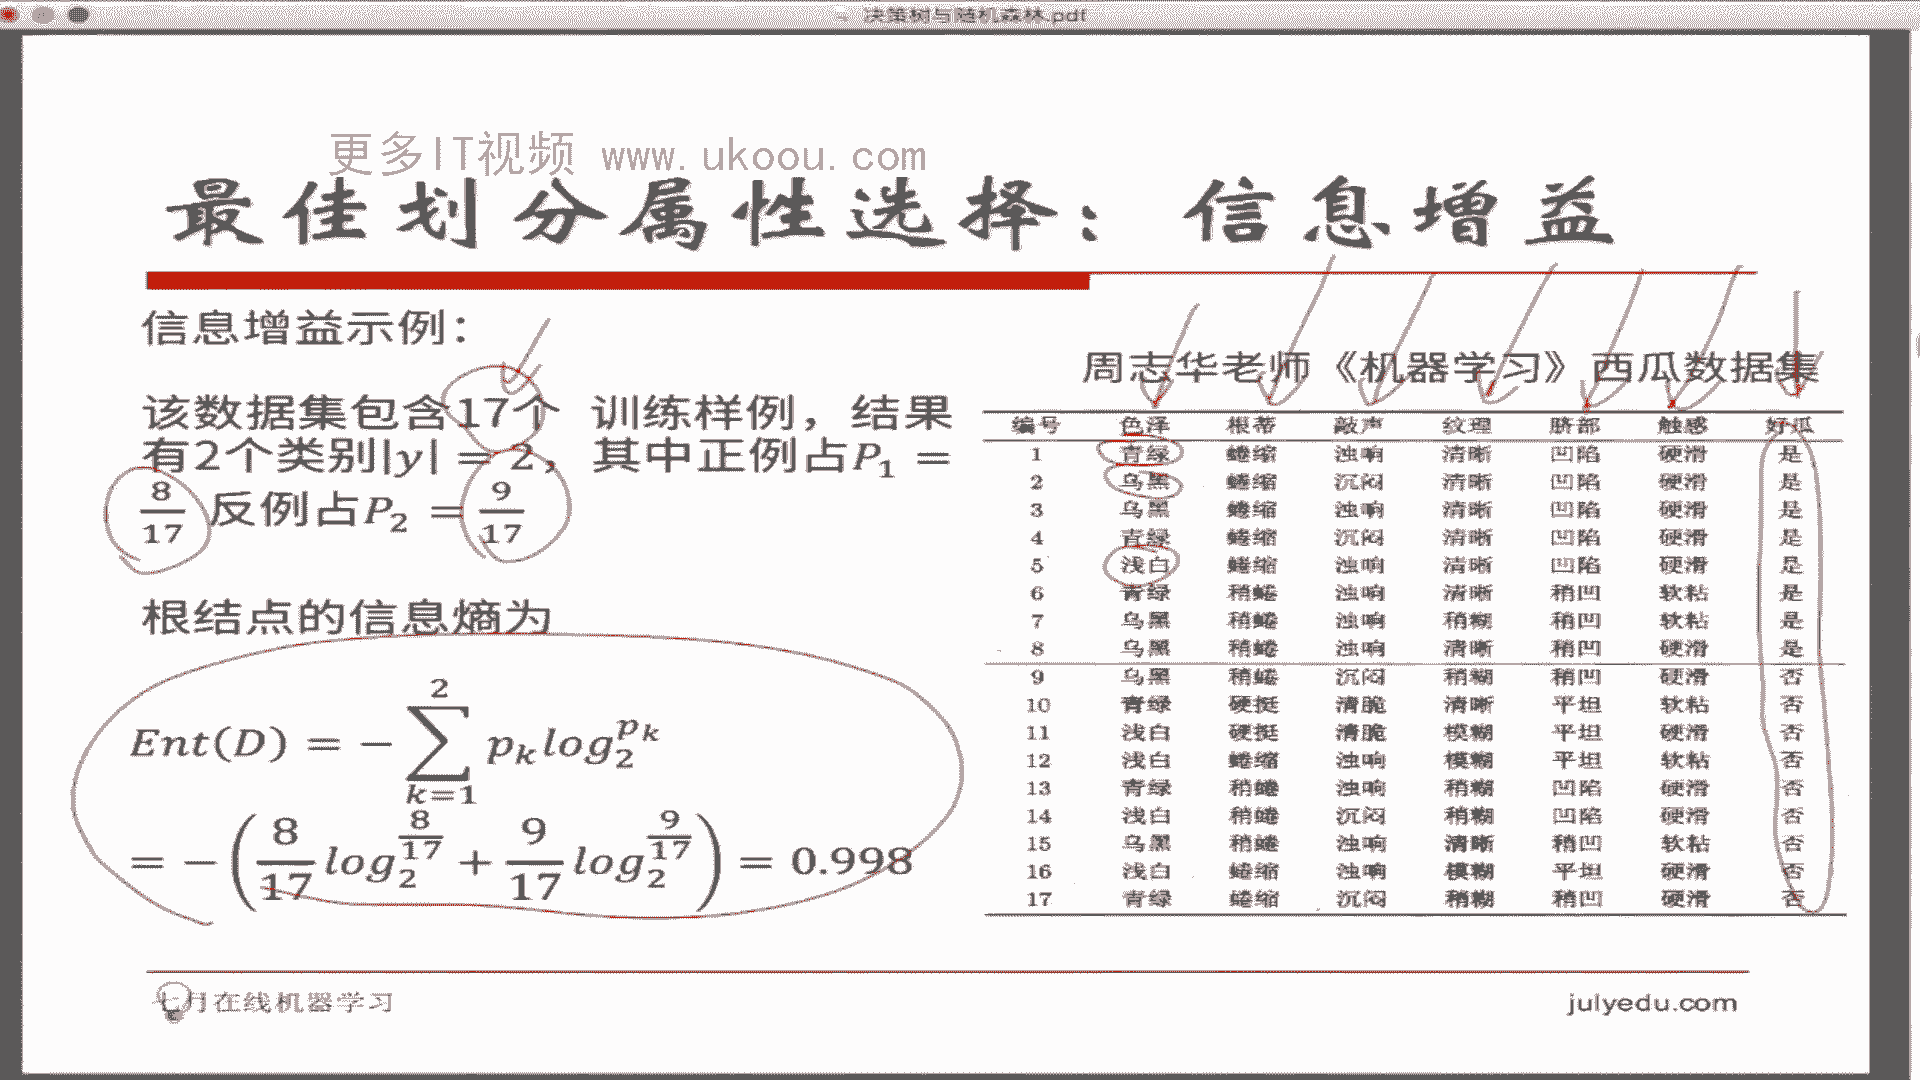 决策树与随机森林.pdf
更多IT视频 www.ukoou.com
最佳划分属性选择：信息增益
信息增益示例：
该数据集包含17个 训练样例，结果
有2个类别|y| = 2，其中正例占P₁ =
8/17 反例占P₂ = 9/17
根结点的信息熵为
Ent(D) = − ∑_{k=1}^{2} p_k log_2^{p_k}
= −(8/17 log_2^{8/17} + 9/17 log_2^{9/17}) = 0.998
周志华老师《机器学习》西瓜数据集
编号 色泽 根蒂 敲声 纹理 脐部 触感 好瓜
1 青绿 蜷缩 浊响 清晰 凹陷 硬滑 是
2 乌黑 蜷缩 沉闷 清晰 凹陷 硬滑 是
3 乌黑 蜷缩 浊响 清晰 凹陷 硬滑 是
4 青绿 蜷缩 沉闷 清晰 凹陷 硬滑 是
5 浅白 蜷缩 浊响 清晰 凹陷 硬滑 是
6 青绿 稍蜷 浊响 清晰 稍凹 软粘 是
7 乌黑 稍蜷 浊响 稍糊 稍凹 软粘 是
8 乌黑 稍蜷 浊响 清晰 稍凹 硬滑 是
9 乌黑 稍蜷 沉闷 稍糊 稍凹 硬滑 否
10 青绿 硬挺 清脆 清晰 平坦 软粘 否
11 浅白 硬挺 清脆 模糊 平坦 硬滑 否
12 浅白 蜷缩 浊响 模糊 平坦 软粘 否
13 青绿 稍蜷 浊响 稍糊 凹陷 硬滑 否
14 浅白 稍蜷 沉闷 稍糊 凹陷 硬滑 否
15 乌黑 稍蜷 浊响 清晰 稍凹 软粘 否
16 浅白 蜷缩 浊响 模糊 平坦 硬滑 否
17 青绿 蜷缩 沉闷 稍糊 稍凹 硬滑 否
七月在线机器学习
julyedu.com